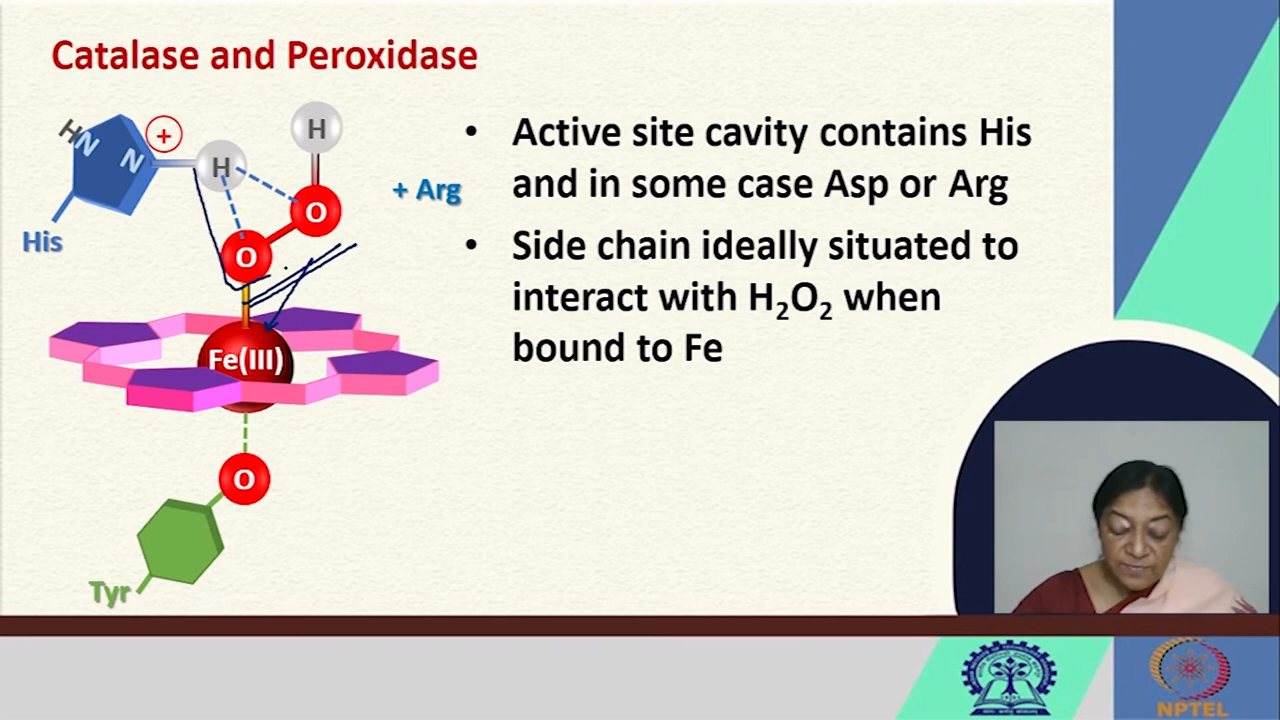 Catalase and Peroxidase
HN
N
+
H
H
O
O
+ Arg
His
Fe(III)
O
Tyr
• Active site cavity contains His
and in some case Asp or Arg
• Side chain ideally situated to
interact with H₂O₂ when
bound to Fe
NPTEL